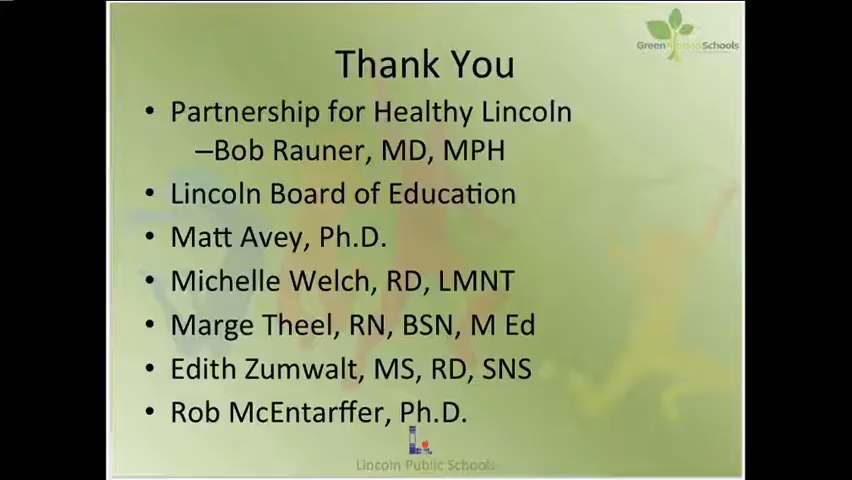 Thank You
• Partnership for Healthy Lincoln
–Bob Rauner, MD, MPH
• Lincoln Board of Education
• Matt Avey, Ph.D.
• Michelle Welch, RD, LMNT
• Marge Theel, RN, BSN, M Ed
• Edith Zumwalt, MS, RD, SNS
• Rob McEntarffer, Ph.D.
Lincoln Public Schools